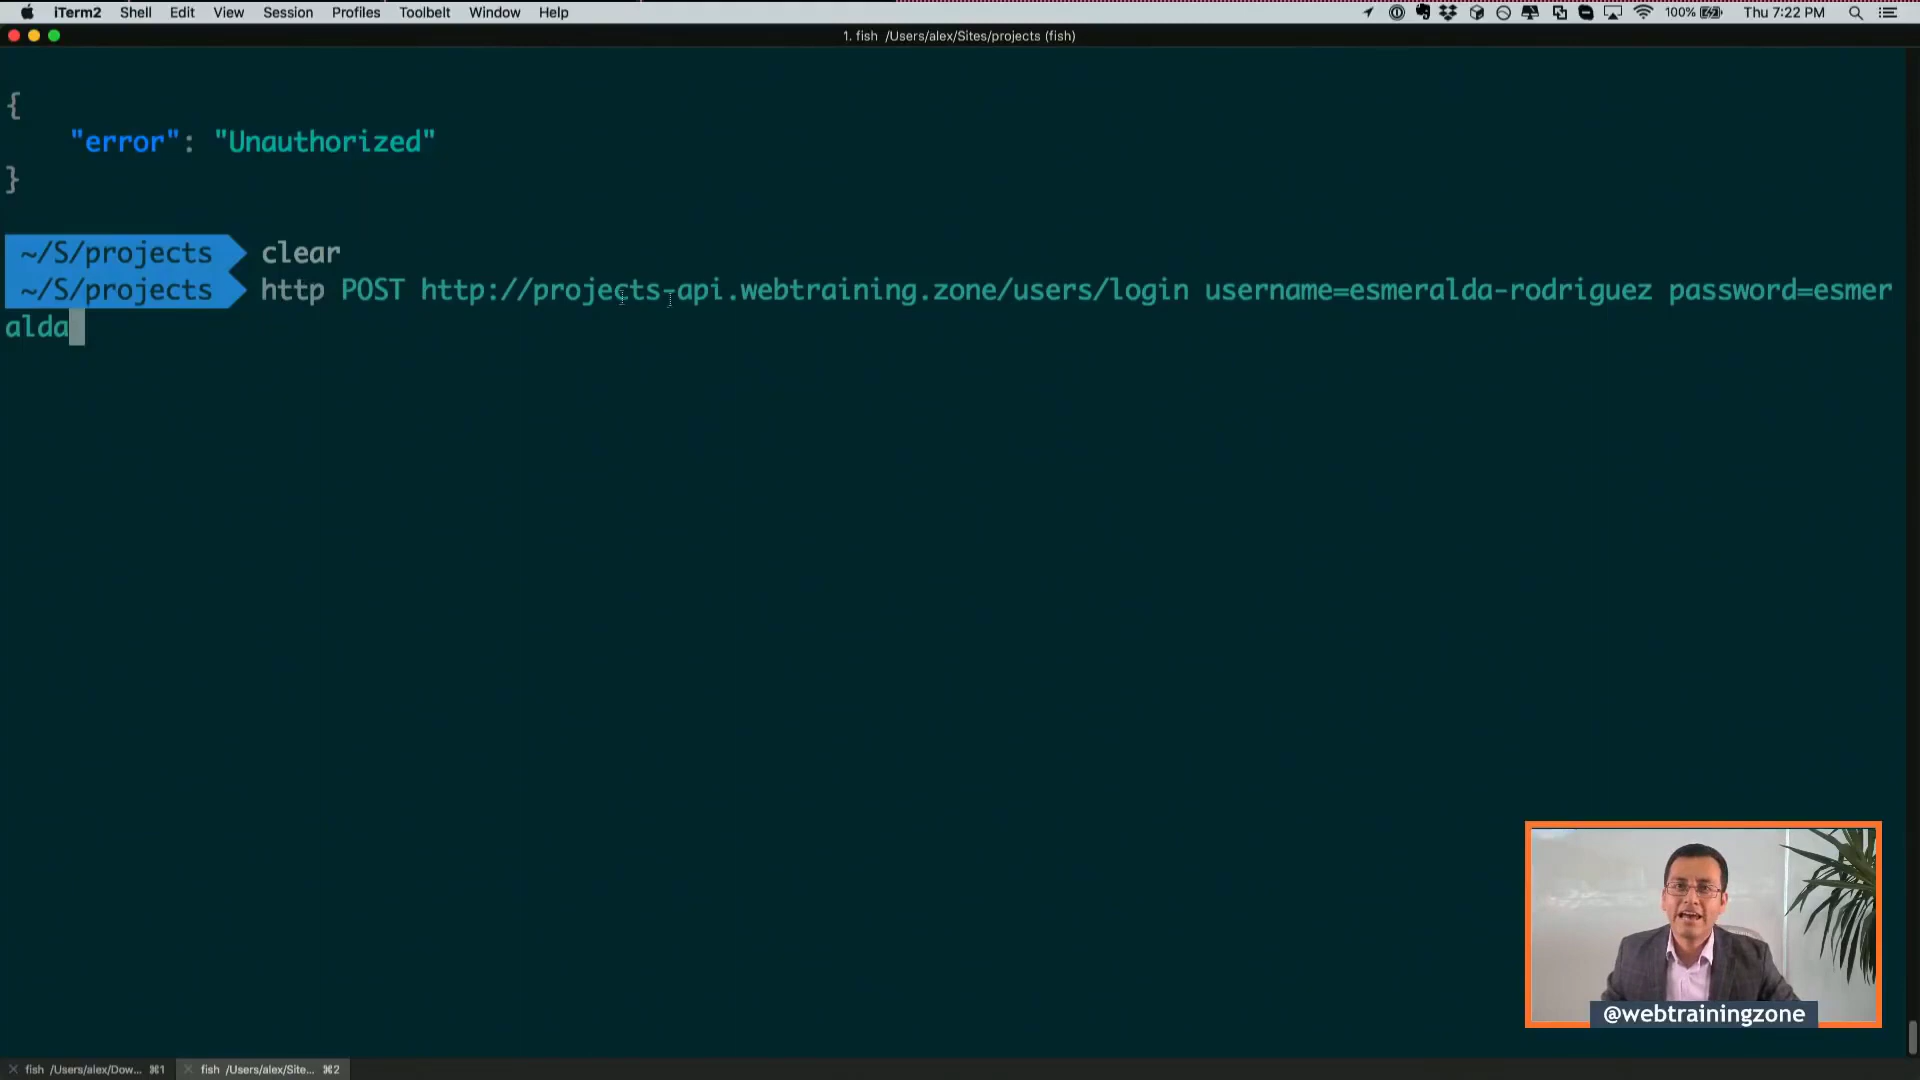 iTerm2 Shell Edit View Session Profiles Toolbelt Window Help 100% Thu 7:22 PM
1. fish /Users/alex/Sites/projects (fish)
{
"error": "Unauthorized"
}
~/S/projects clear
~/S/projects http POST http://projects-api.webtraining.zone/users/login username=esmeralda-rodriguez password=esmer
alda
@webtrainingzone
fish /Users/alex/Dow... ⌘1 fish /Users/alex/Site... ⌘2